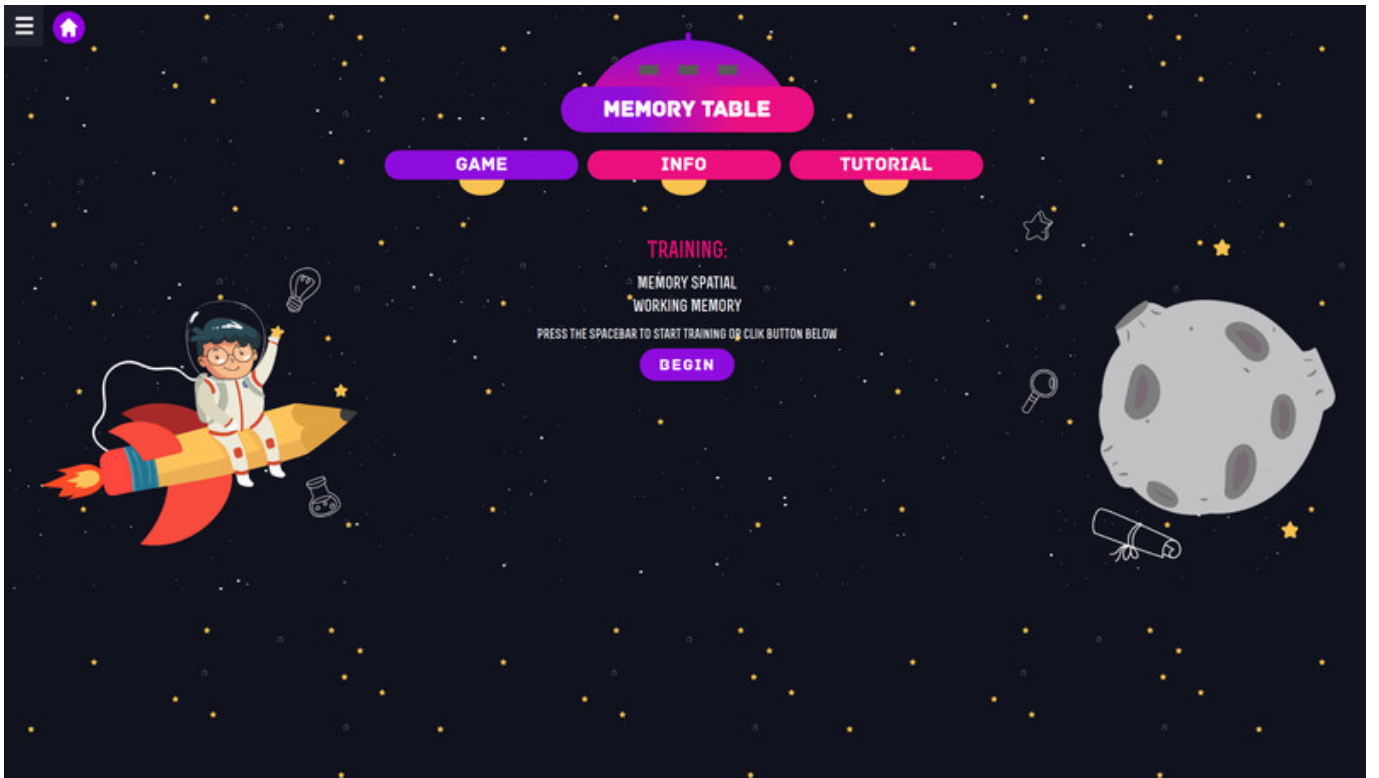 MEMORY TABLE
GAME INFO TUTORIAL
TRAINING:
MEMORY SPATIAL
WORKING MEMORY
PRESS THE SPACEBAR TO START TRAINING OR CLIK BUTTON BELOW
BEGIN